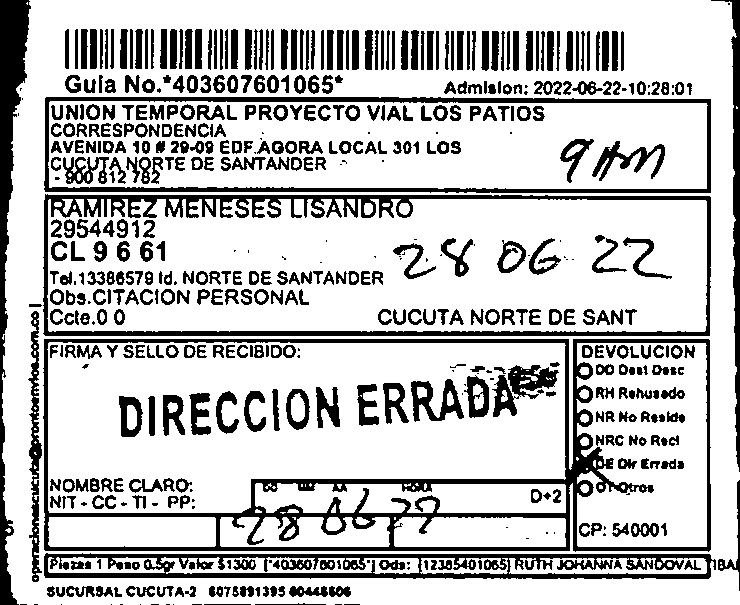 Guia No.*403607601065*
Admision: 2022-06-22-10:28:01
UNION TEMPORAL PROYECTO VIAL LOS PATIOS
CORRESPONDENCIA
AVENIDA 10 # 29-09 EDF.AGORA LOCAL 301 LOS
CUCUTA NORTE DE SANTANDER
- 900 812 782
9 AM
RAMIREZ MENESES LISANDRO
29544912
CL 9 6 61
28 06 22
Tel.13386579 Id. NORTE DE SANTANDER
Obs.CITACION PERSONAL
Ccte.0 0
CUCUTA NORTE DE SANT
operacionescucuta@prontoenvios.com.co
FIRMA Y SELLO DE RECIBIDO:
DIRECCION ERRADA
DEVOLUCION
DD Dest Desc
RH Rehusado
NR No Reside
NRC No Recl
DE Dir Errada
OT Otros
NOMBRE CLARO:
NIT - CC - TI - PP:
DD MM AA HORA
D+2
28 06 22
CP: 540001
Piezas 1 Peso 0.5gr Valor $1300 [*403607601065*] Ods: [12385401065] RUTH JOHANNA SANDOVAL TIBA
SUCURSAL CUCUTA-2 6075891395